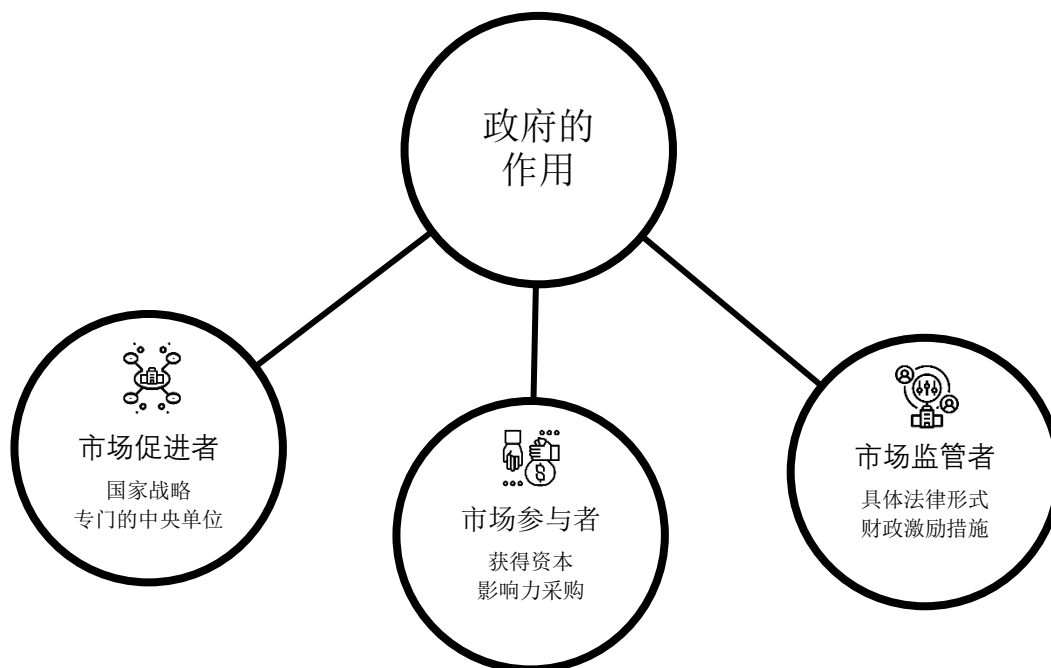 政府的
作用
市场促进者
国家战略
专门的中央单位
市场参与者
获得资本
影响力采购
市场监管者
具体法律形式
财政激励措施